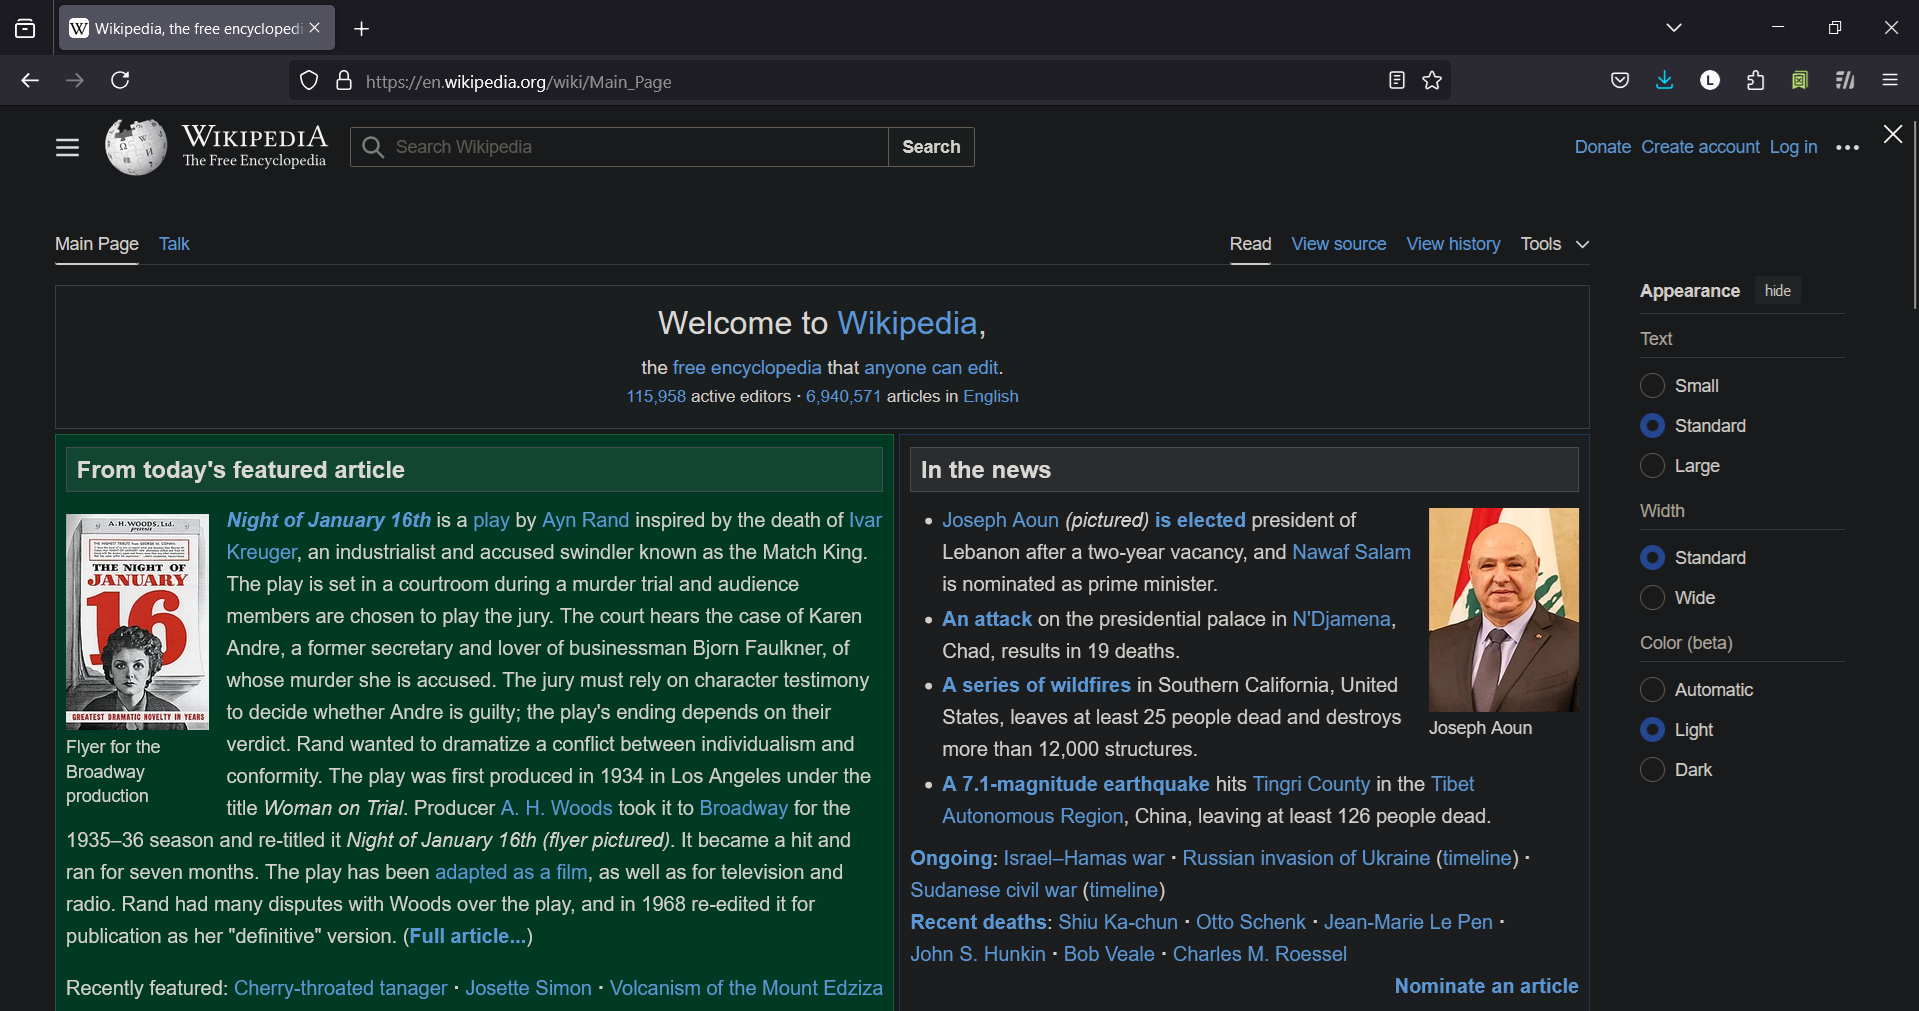 Wikipedia, the free encyclopedi
https://en.wikipedia.org/wiki/Main_Page
L
WIKIPEDIA
The Free Encyclopedia
Search Wikipedia
Search
Donate Create account Log in
Main Page Talk
Read View source View history Tools
Welcome to Wikipedia,
the free encyclopedia that anyone can edit.
115,958 active editors · 6,940,571 articles in English
From today's featured article
A.H.WOODS, Ltd.
presents
THE NIGHT OF
JANUARY
16
GREATEST DRAMATIC NOVELTY IN YEARS
Flyer for the
Broadway
production
Night of January 16th is a play by Ayn Rand inspired by the death of Ivar
Kreuger, an industrialist and accused swindler known as the Match King.
The play is set in a courtroom during a murder trial and audience
members are chosen to play the jury. The court hears the case of Karen
Andre, a former secretary and lover of businessman Bjorn Faulkner, of
whose murder she is accused. The jury must rely on character testimony
to decide whether Andre is guilty; the play's ending depends on their
verdict. Rand wanted to dramatize a conflict between individualism and
conformity. The play was first produced in 1934 in Los Angeles under the
title Woman on Trial. Producer A. H. Woods took it to Broadway for the
1935–36 season and re-titled it Night of January 16th (flyer pictured). It became a hit and
ran for seven months. The play has been adapted as a film, as well as for television and
radio. Rand had many disputes with Woods over the play, and in 1968 re-edited it for
publication as her "definitive" version. (Full article...)
Recently featured: Cherry-throated tanager · Josette Simon · Volcanism of the Mount Edziza
In the news
• Joseph Aoun (pictured) is elected president of
Lebanon after a two-year vacancy, and Nawaf Salam
is nominated as prime minister.
• An attack on the presidential palace in N'Djamena,
Chad, results in 19 deaths.
• A series of wildfires in Southern California, United
States, leaves at least 25 people dead and destroys
more than 12,000 structures.
• A 7.1-magnitude earthquake hits Tingri County in the Tibet
Autonomous Region, China, leaving at least 126 people dead.
Joseph Aoun
Ongoing: Israel–Hamas war · Russian invasion of Ukraine (timeline) ·
Sudanese civil war (timeline)
Recent deaths: Shiu Ka-chun · Otto Schenk · Jean-Marie Le Pen ·
John S. Hunkin · Bob Veale · Charles M. Roessel
Nominate an article
Appearance hide
Text
Small
Standard
Large
Width
Standard
Wide
Color (beta)
Automatic
Light
Dark